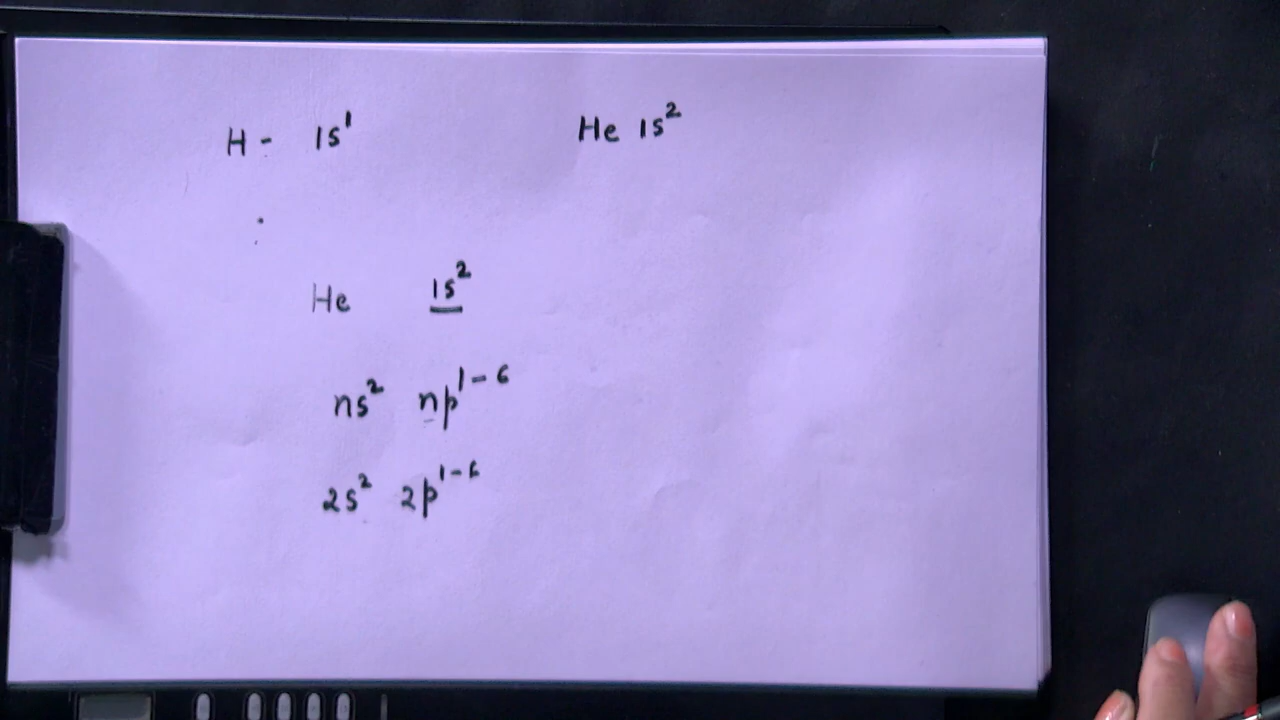 H - 1s¹ He 1s²
He 1s²
ns² np¹⁻⁶
2s² 2p¹⁻⁶